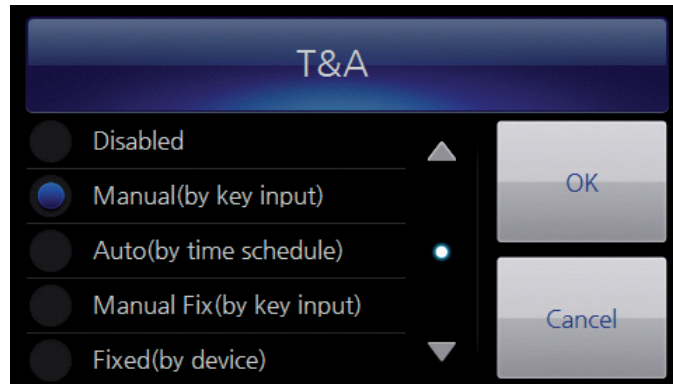 T&A
Disabled
Manual(by key input)
Auto(by time schedule)
Manual Fix(by key input)
Fixed(by device)
OK
Cancel